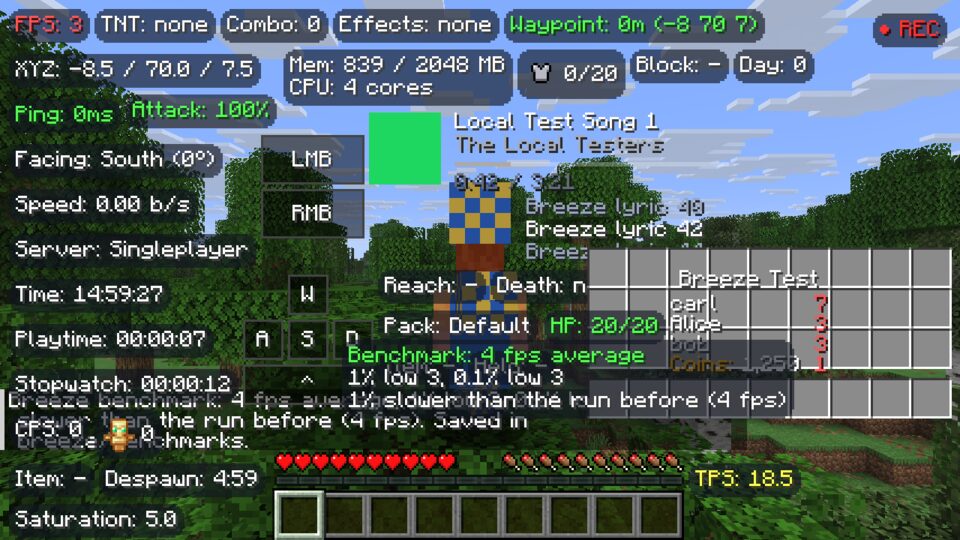 FPS: 3 TNT: none Combo: 0 Effects: none Waypoint: 0m (-8 70 7) REC
XYZ: -8.5 / 70.0 / 7.5 Mem: 839 / 2048 MB 0/20 Block: - Day: 0
CPU: 4 cores
Ping: 0ms Attack: 100%
Local Test Song 1
The Local Testers
0:42 / 3:21
Facing: South (0°) LMB
Speed: 0.00 b/s RMB
Breeze lyric 40
Breeze lyric 42
Breeze
Server: Singleplayer
Reach: - Death: n
Breeze Test
carl 7
Alice 3
bob 3
Coins: 1,250 1
Time: 14:59:27 W
Pack: Default HP: 20/20
Playtime: 00:00:07 A S D
Benchmark: 4 fps average
1% low 3, 0.1% low 3
1% slower than the run before (4 fps)
Stopwatch: 00:00:12 ^
Breeze benchmark: 4 fps
slower than the run before (4 fps). Saved in
CPS: 0 0
Item: - Despawn: 4:59 TPS: 18.5
Saturation: 5.0